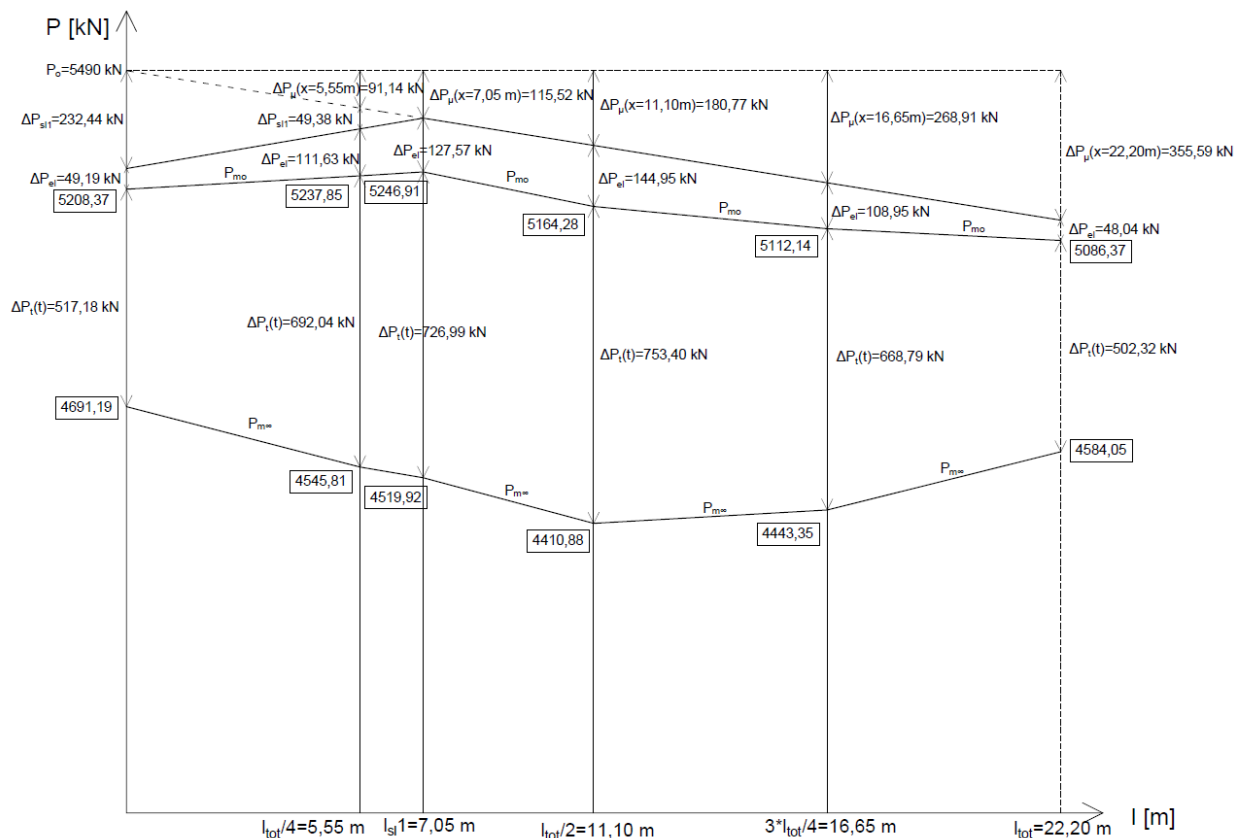 P [kN]
Pₒ=5490 kN
ΔPμ(x=5,55m)=91,14 kN
ΔPμ(x=7,05 m)=115,52 kN
ΔPμ(x=11,10m)=180,77 kN
ΔPμ(x=16,65m)=268,91 kN
ΔPμ(x=22,20m)=355,59 kN
ΔPsl1=232,44 kN
ΔPsl1=49,38 kN
ΔPel=49,19 kN
ΔPel=111,63 kN
ΔPel=127,57 kN
ΔPel=144,95 kN
ΔPel=108,95 kN
ΔPel=48,04 kN
Pmo
Pmo
Pmo
Pmo
5208,37
5237,85
5246,91
5164,28
5112,14
5086,37
ΔPt(t)=517,18 kN
ΔPt(t)=692,04 kN
ΔPt(t)=726,99 kN
ΔPt(t)=753,40 kN
ΔPt(t)=668,79 kN
ΔPt(t)=502,32 kN
4691,19
Pm∞
Pm∞
Pm∞
Pm∞
4545,81
4519,92
4410,88
4443,35
4584,05
ltot/4=5,55 m
lsl1=7,05 m
ltot/2=11,10 m
3*ltot/4=16,65 m
ltot=22,20 m
l [m]